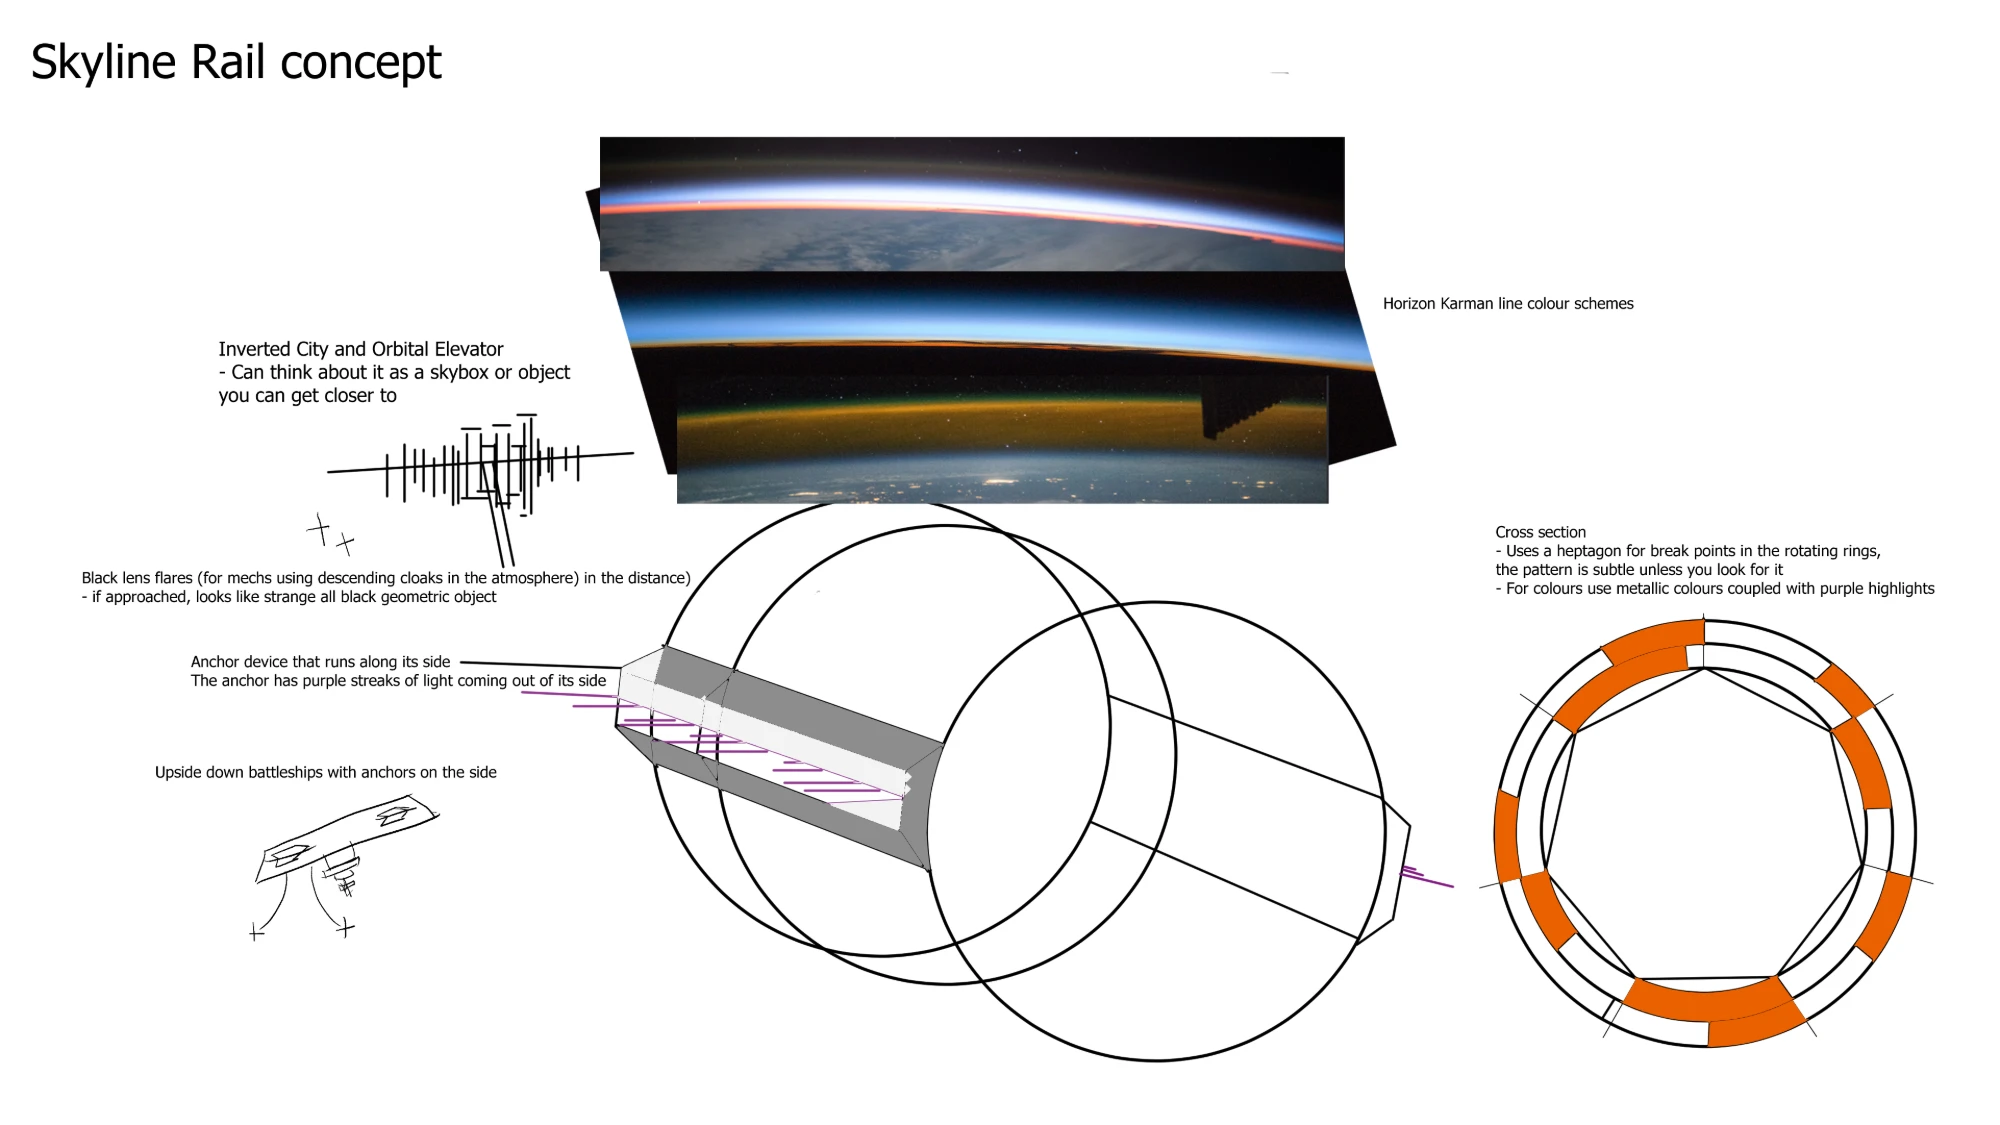 Skyline Rail concept
Horizon Karman line colour schemes
Inverted City and Orbital Elevator
- Can think about it as a skybox or object
you can get closer to
Black lens flares (for mechs using descending cloaks in the atmosphere) in the distance)
- if approached, looks like strange all black geometric object
Cross section
- Uses a heptagon for break points in the rotating rings,
the pattern is subtle unless you look for it
- For colours use metallic colours coupled with purple highlights
Anchor device that runs along its side
The anchor has purple streaks of light coming out of its side
Upside down battleships with anchors on the side